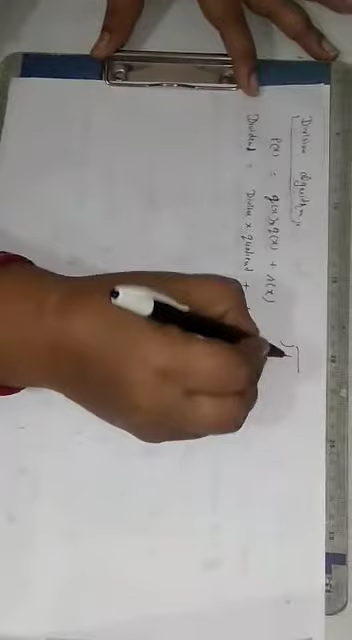 Division algorithm
P(x) = g(x) × q(x) + r(x)
Dividend = Divisor × quotient +